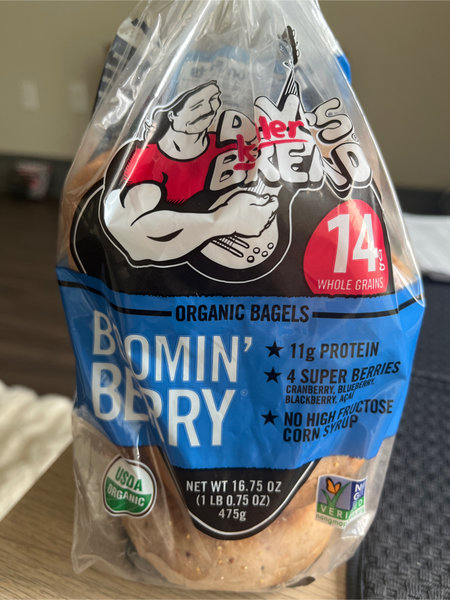 DAVE'S
killer
BREAD
14g
WHOLE GRAINS
ORGANIC BAGELS
BOOMIN'
BERRY®
★ 11g PROTEIN
★ 4 SUPER BERRIES
CRANBERRY, BLUEBERRY,
BLACKBERRY, AÇAÍ
★ NO HIGH FRUCTOSE
CORN SYRUP
USDA
ORGANIC
NET WT 16.75 OZ
(1 LB 0.75 OZ)
475g